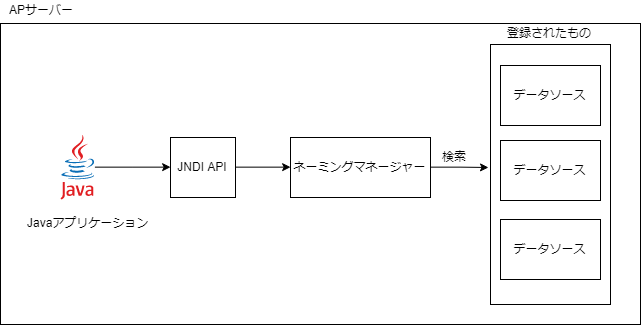 APサーバー
登録されたもの
データソース
JNDI API
ネーミングマネージャー
検索
データソース
Java
Javaアプリケーション
データソース